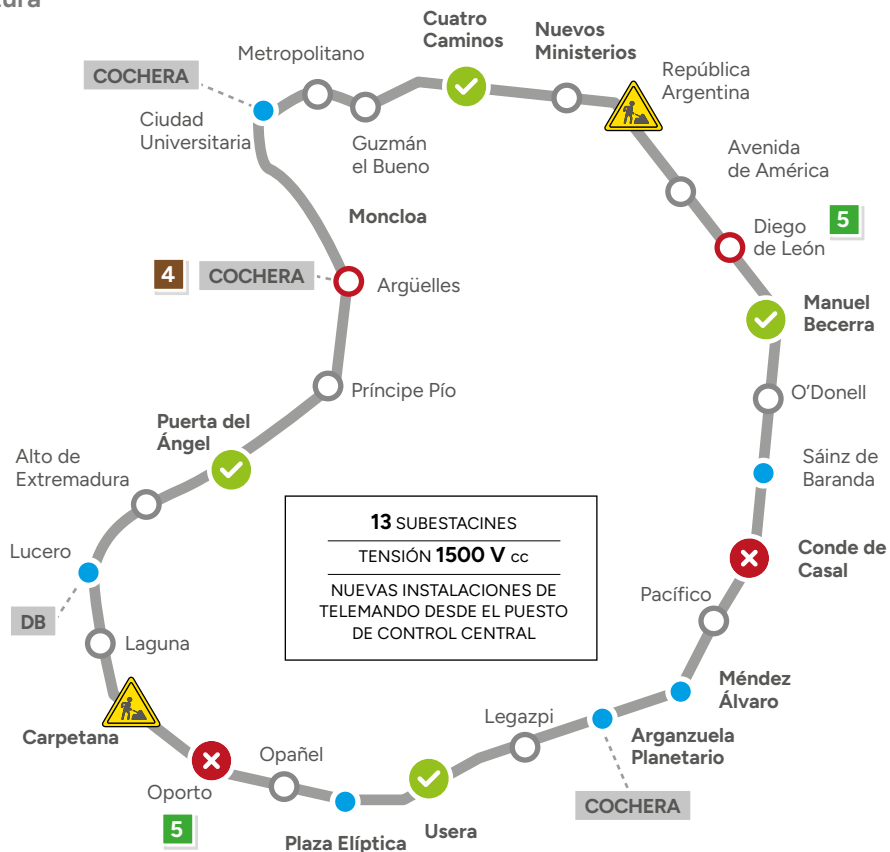 Cuatro
Caminos
Nuevos
Ministerios
Metropolitano
COCHERA
República
Argentina
Ciudad
Universitaria
Guzmán
el Bueno
Avenida
de América
Moncloa
Diego
de León
5
4
COCHERA
Argüelles
Manuel
Becerra
Príncipe Pío
O'Donell
Puerta del
Ángel
Alto de
Extremadura
Sáinz de
Baranda
13 SUBESTACINES
TENSIÓN 1500 V cc
NUEVAS INSTALACIONES DE
TELEMANDO DESDE EL PUESTO
DE CONTROL CENTRAL
Lucero
Conde de
Casal
DB
Pacífico
Laguna
Méndez
Álvaro
Carpetana
Legazpi
Arganzuela
Planetario
Opañel
Oporto
5
COCHERA
Plaza Elíptica
Usera